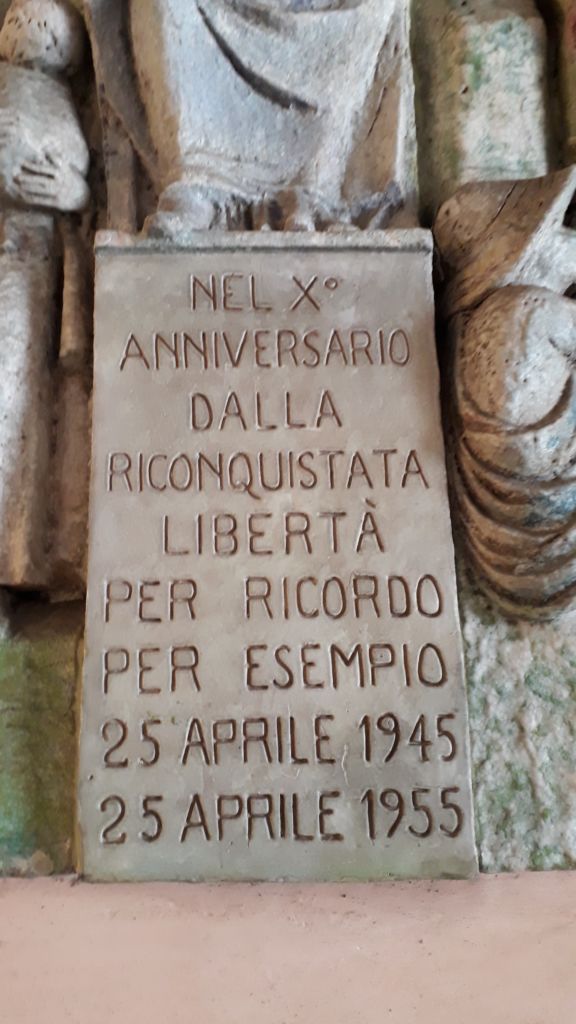 NEL X°
ANNIVERSARIO
DALLA
RICONQUISTATA
LIBERTÀ
PER RICORDO
PER ESEMPIO
25 APRILE 1945
25 APRILE 1955